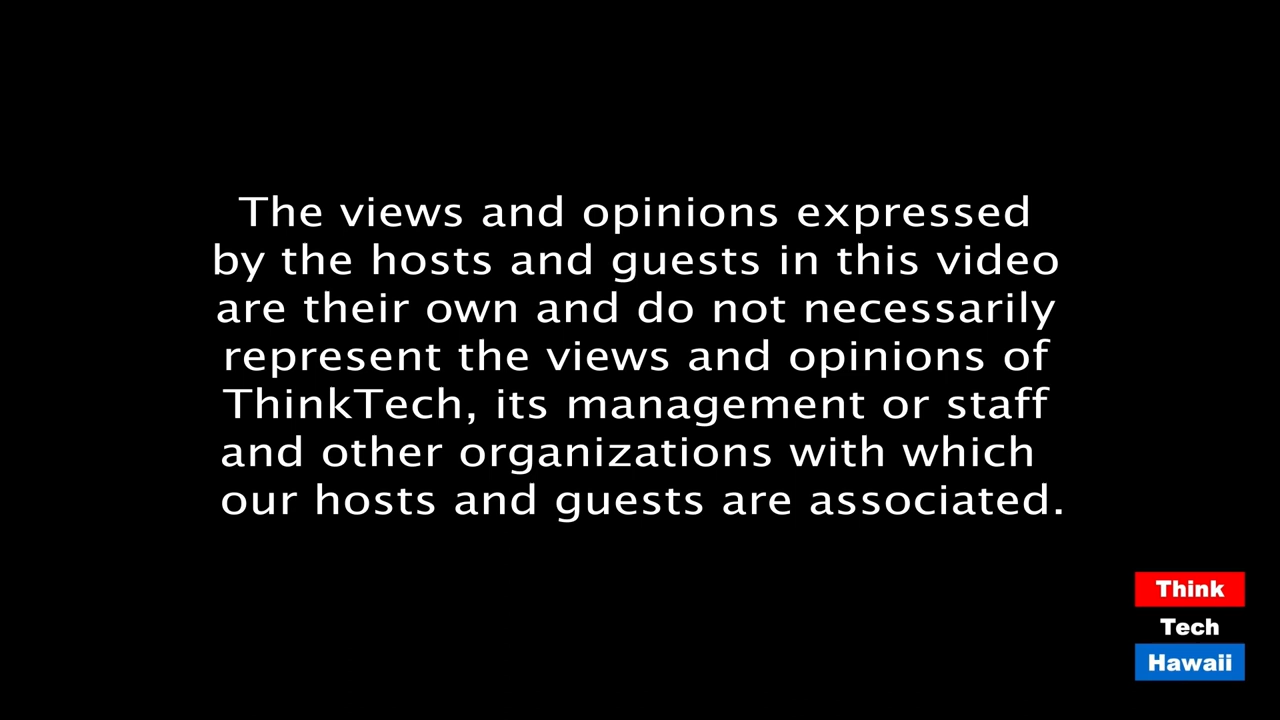 The views and opinions expressed
by the hosts and guests in this video
are their own and do not necessarily
represent the views and opinions of
ThinkTech, its management or staff
and other organizations with which
our hosts and guests are associated.
Think
Tech
Hawaii